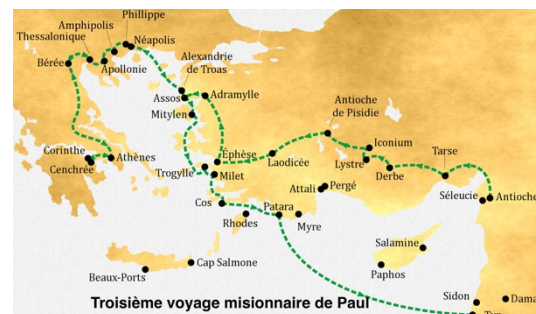 Phillippe
Amphipolis
Néapolis
Thessalonique
Alexandrie
de Troas
Bérée
Apollonie
Assos
Adramylle
Mitylen
Antioche
de Pisidie
Iconium
Tarse
Corinthe
Athènes
Éphèse
Laodicée
Lystre
Cenchrée
Trogylle
Milet
Derbe
Antioche
Attali
Pergé
Séleucie
Cos
Patara
Rhodes
Myre
Salamine
Cap Salmone
Beaux-Ports
Paphos
Sidon
Dama
Troisième voyage misionnaire de Paul